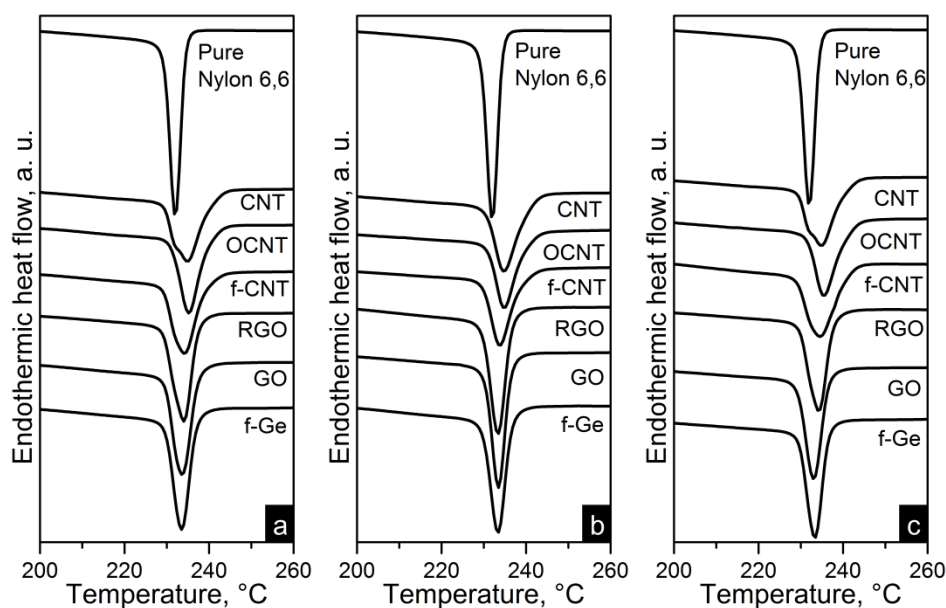 Endothermic heat flow, a. u.
Pure
Nylon 6,6
CNT
OCNT
f-CNT
RGO
GO
f-Ge
a
200 220 240 260
Temperature, °C
Endothermic heat flow, a. u.
Pure
Nylon 6,6
CNT
OCNT
f-CNT
RGO
GO
f-Ge
b
200 220 240 260
Temperature, °C
Endothermic heat flow, a. u.
Pure
Nylon 6,6
CNT
OCNT
f-CNT
RGO
GO
f-Ge
c
200 220 240 260
Temperature, °C